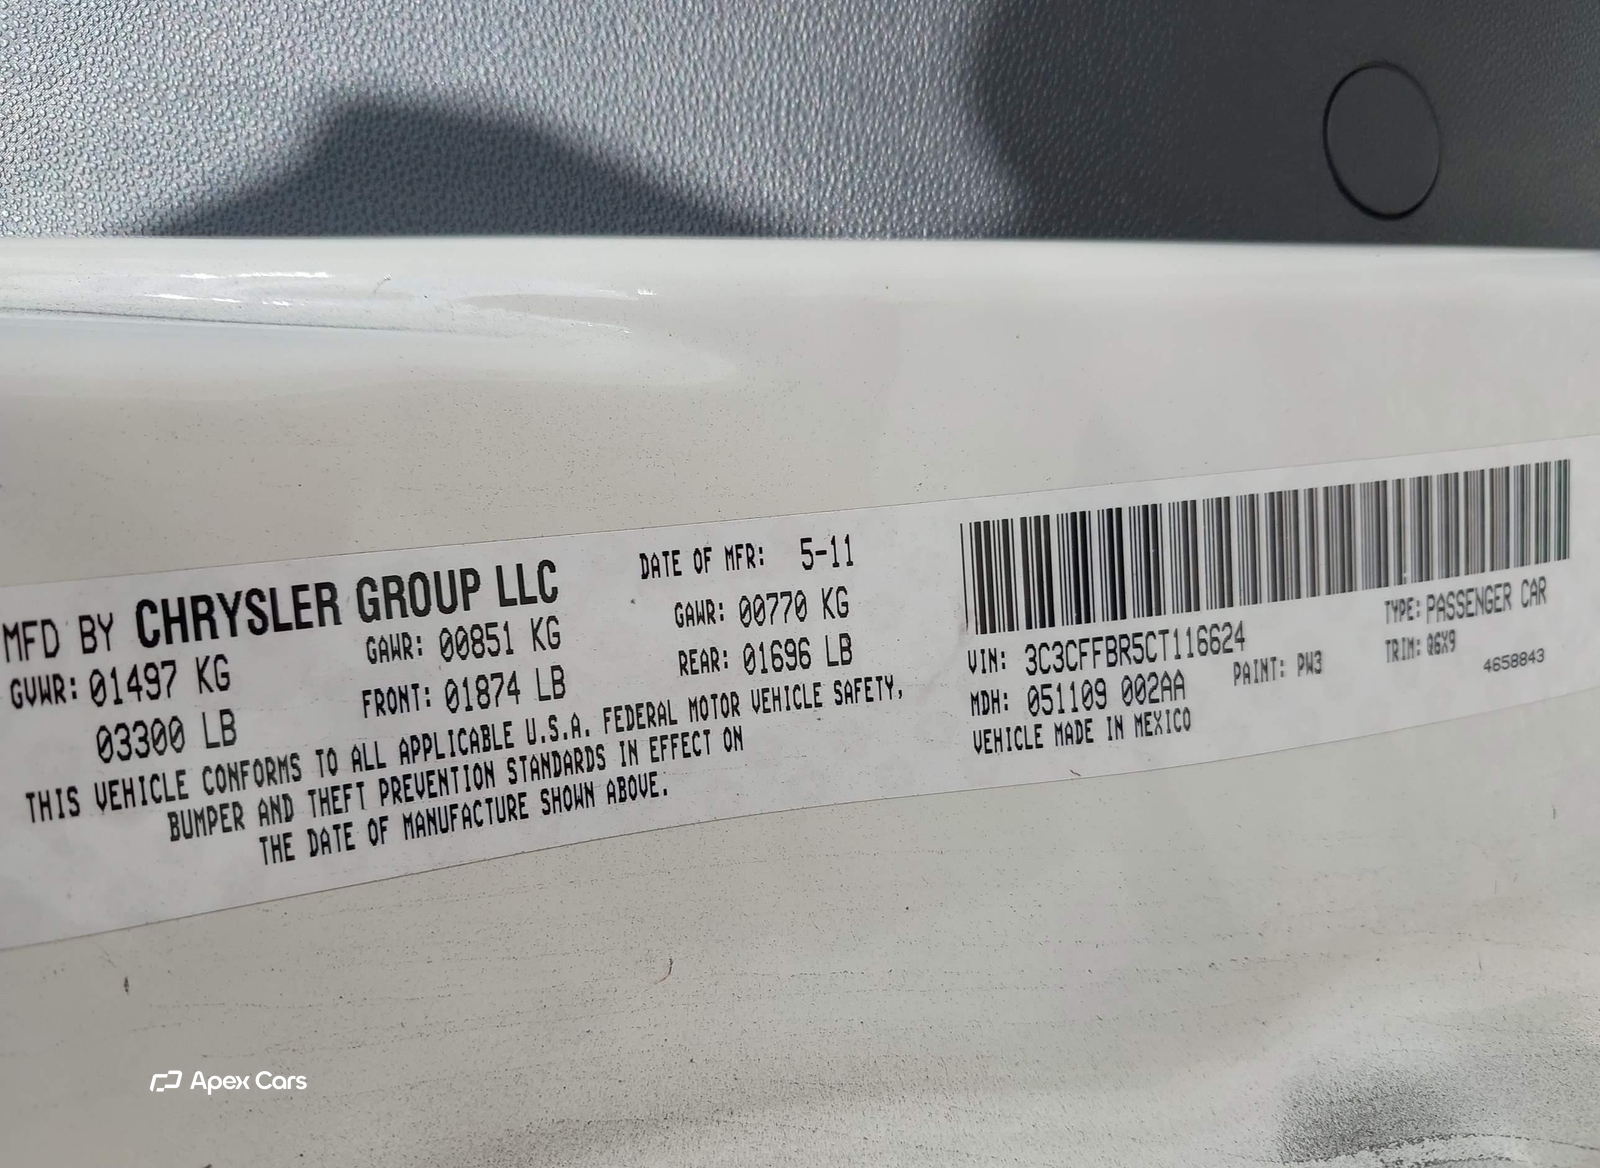 MFD BY CHRYSLER GROUP LLC
DATE OF MFR: 5-11
GVWR: 01497 KG
03300 LB
GAWR: 00851 KG
FRONT: 01874 LB
GAWR: 00770 KG
REAR: 01696 LB
THIS VEHICLE CONFORMS TO ALL APPLICABLE U.S.A. FEDERAL MOTOR VEHICLE SAFETY,
BUMPER AND THEFT PREVENTION STANDARDS IN EFFECT ON
THE DATE OF MANUFACTURE SHOWN ABOVE.
VIN: 3C3CFFBR5CT116624
TYPE: PASSENGER CAR
MDH: 051109 002AA
PAINT: PW3
TRIM: Q6X9
VEHICLE MADE IN MEXICO
4658843
Apex Cars